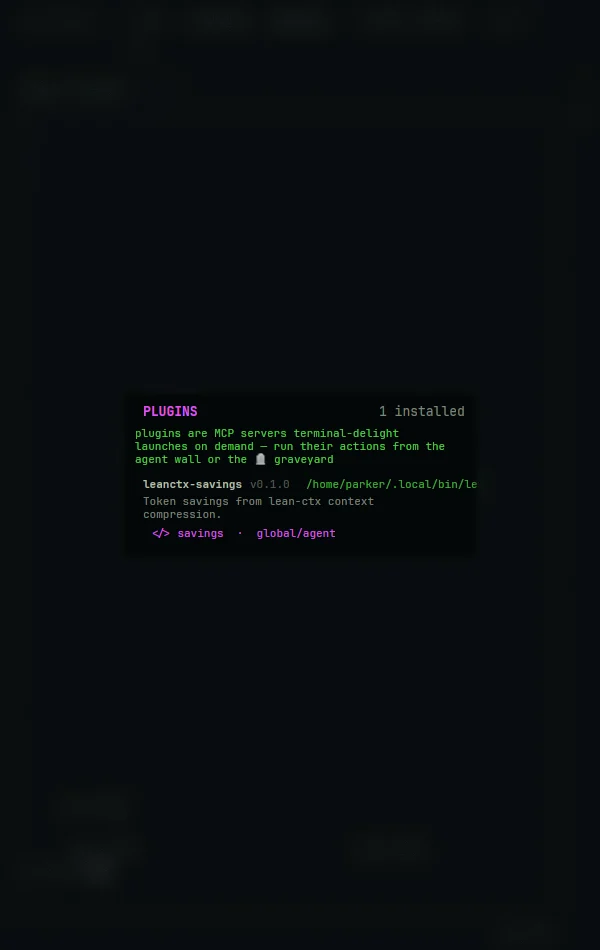 PLUGINS 1 installed
plugins are MCP servers terminal-delight
launches on demand — run their actions from the
agent wall or the 🪦 graveyard
leanctx-savings v0.1.0 /home/parker/.local/bin/le
Token savings from lean-ctx context
compression.
</> savings · global/agent